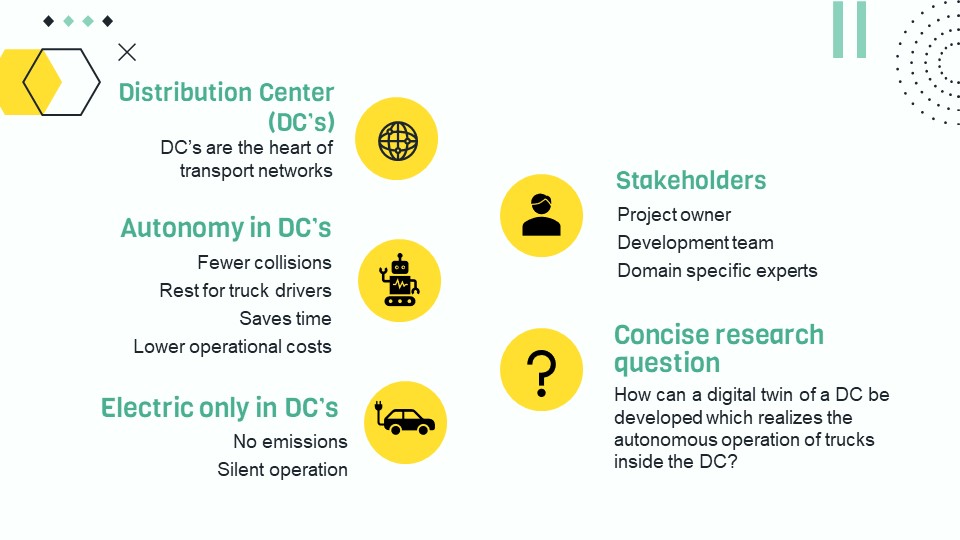 Distribution Center
(DC's)
DC's are the heart of
transport networks
Autonomy in DC's
Fewer collisions
Rest for truck drivers
Saves time
Lower operational costs
Electric only in DC's
No emissions
Silent operation
Stakeholders
Project owner
Development team
Domain specific experts
Concise research
question
How can a digital twin of a DC be
developed which realizes the
autonomous operation of trucks
inside the DC?